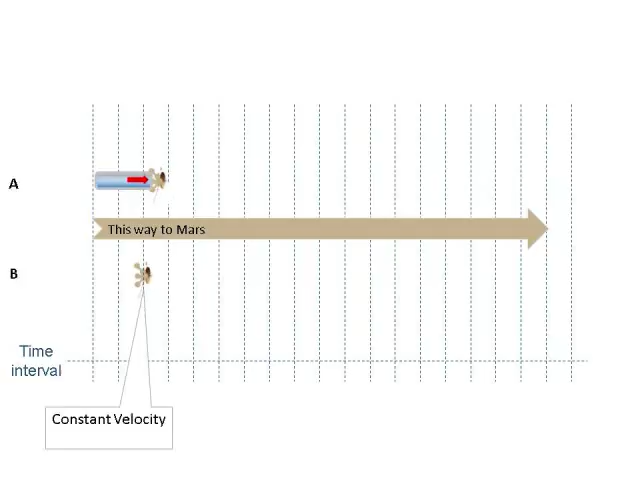 A
This way to Mars
B
Time
interval
Constant Velocity